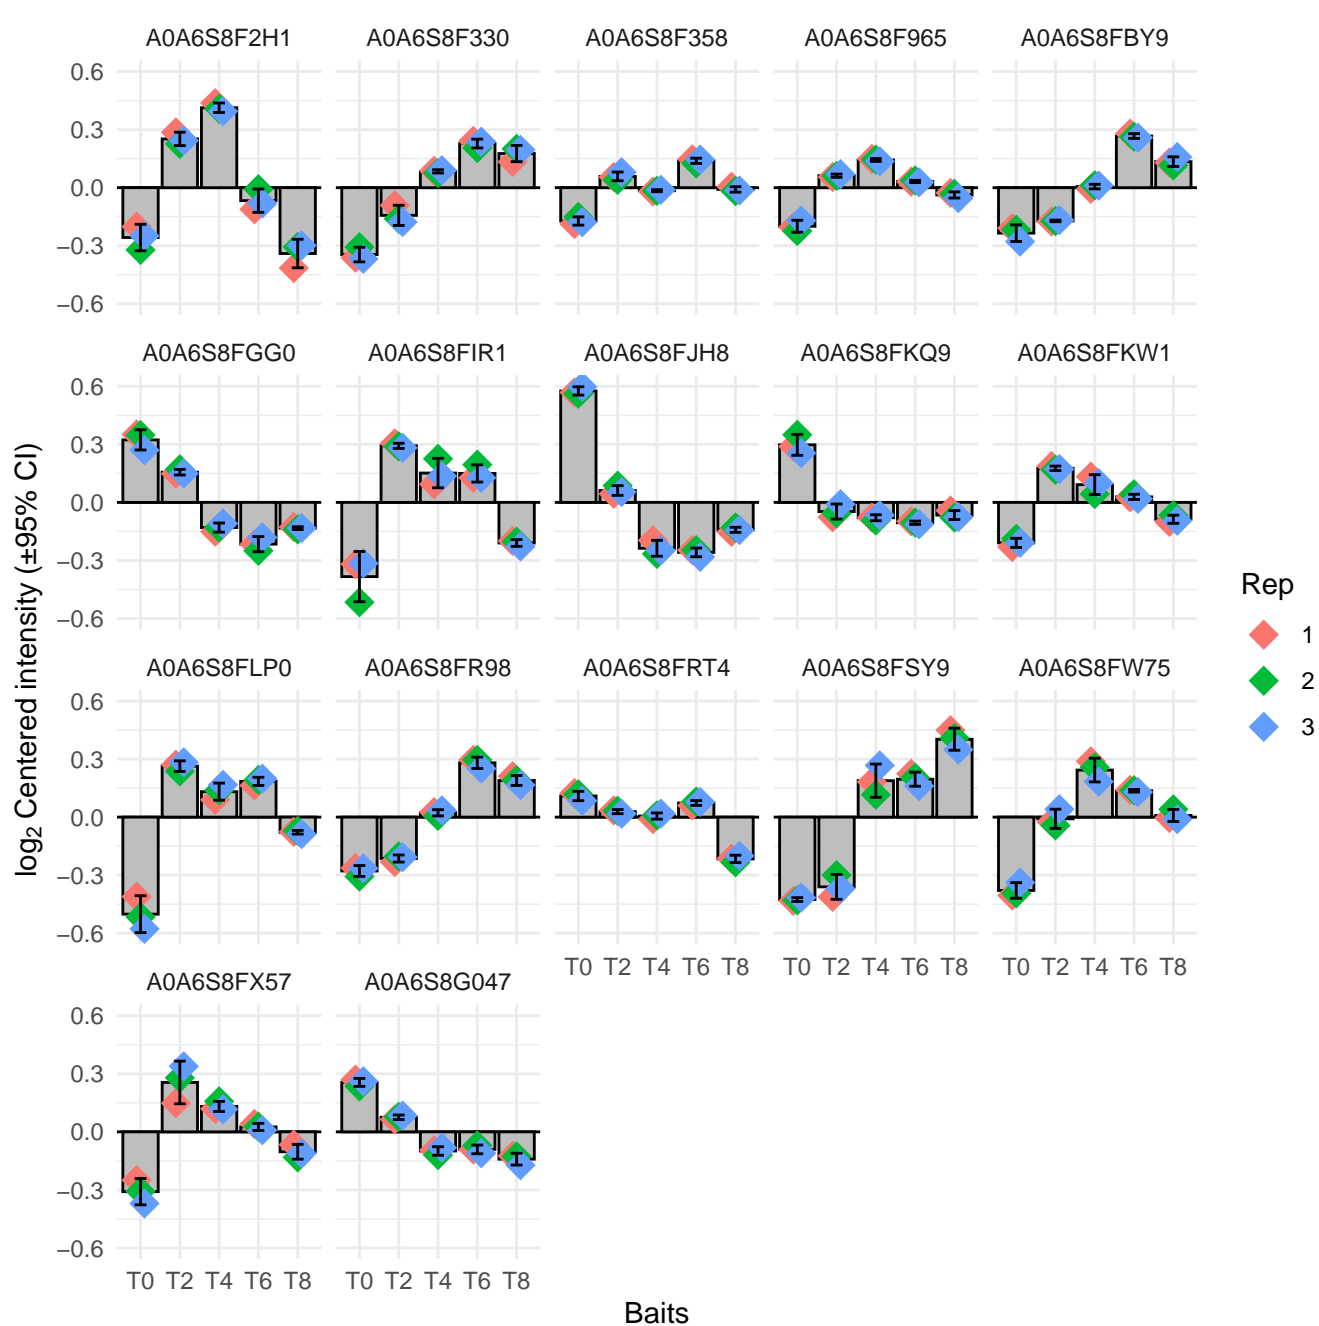 A0A6S8F2H1 A0A6S8F330 A0A6S8F358 A0A6S8F965 A0A6S8FBY9
0.6
0.3
0.0
−0.3
−0.6
A0A6S8FGG0 A0A6S8FIR1 A0A6S8FJH8 A0A6S8FKQ9 A0A6S8FKW1
0.6
0.3
0.0
−0.3
−0.6
A0A6S8FLP0 A0A6S8FR98 A0A6S8FRT4 A0A6S8FSY9 A0A6S8FW75
0.6
0.3
0.0
−0.3
−0.6
T0 T2 T4 T6 T8 T0 T2 T4 T6 T8 T0 T2 T4 T6 T8
A0A6S8FX57 A0A6S8G047
0.6
0.3
0.0
−0.3
−0.6
T0 T2 T4 T6 T8 T0 T2 T4 T6 T8
Baits
log₂ Centered intensity (±95% CI)
Rep
1
2
3